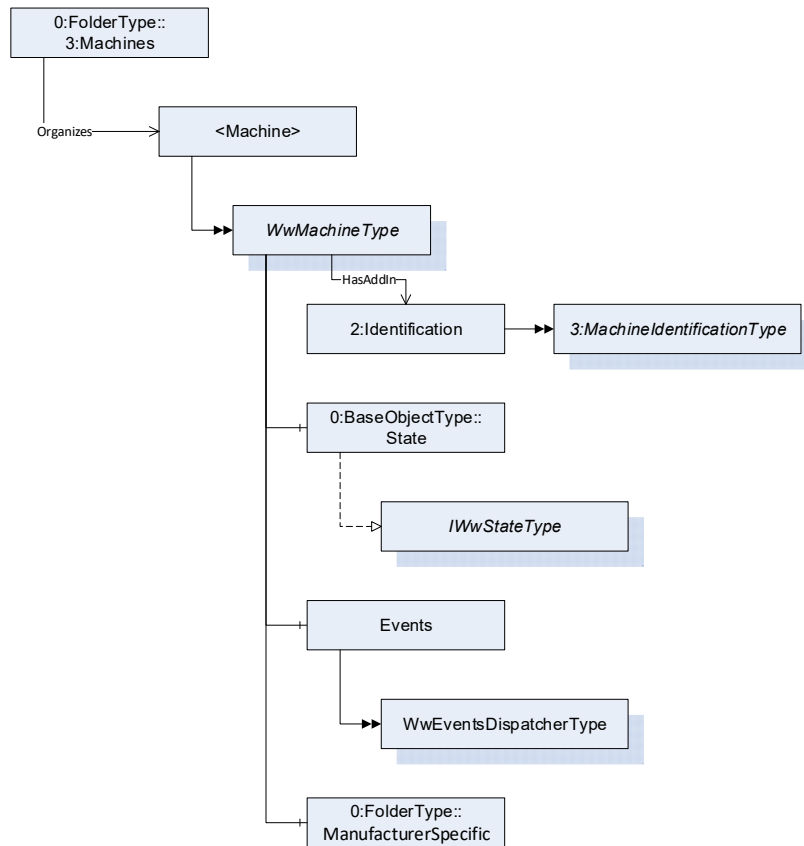 0:FolderType::
3:Machines
Organizes
<Machine>
WwMachineType
HasAddIn
2:Identification
3:MachineIdentificationType
0:BaseObjectType::
State
IWwStateType
Events
WwEventsDispatcherType
0:FolderType::
ManufacturerSpecific